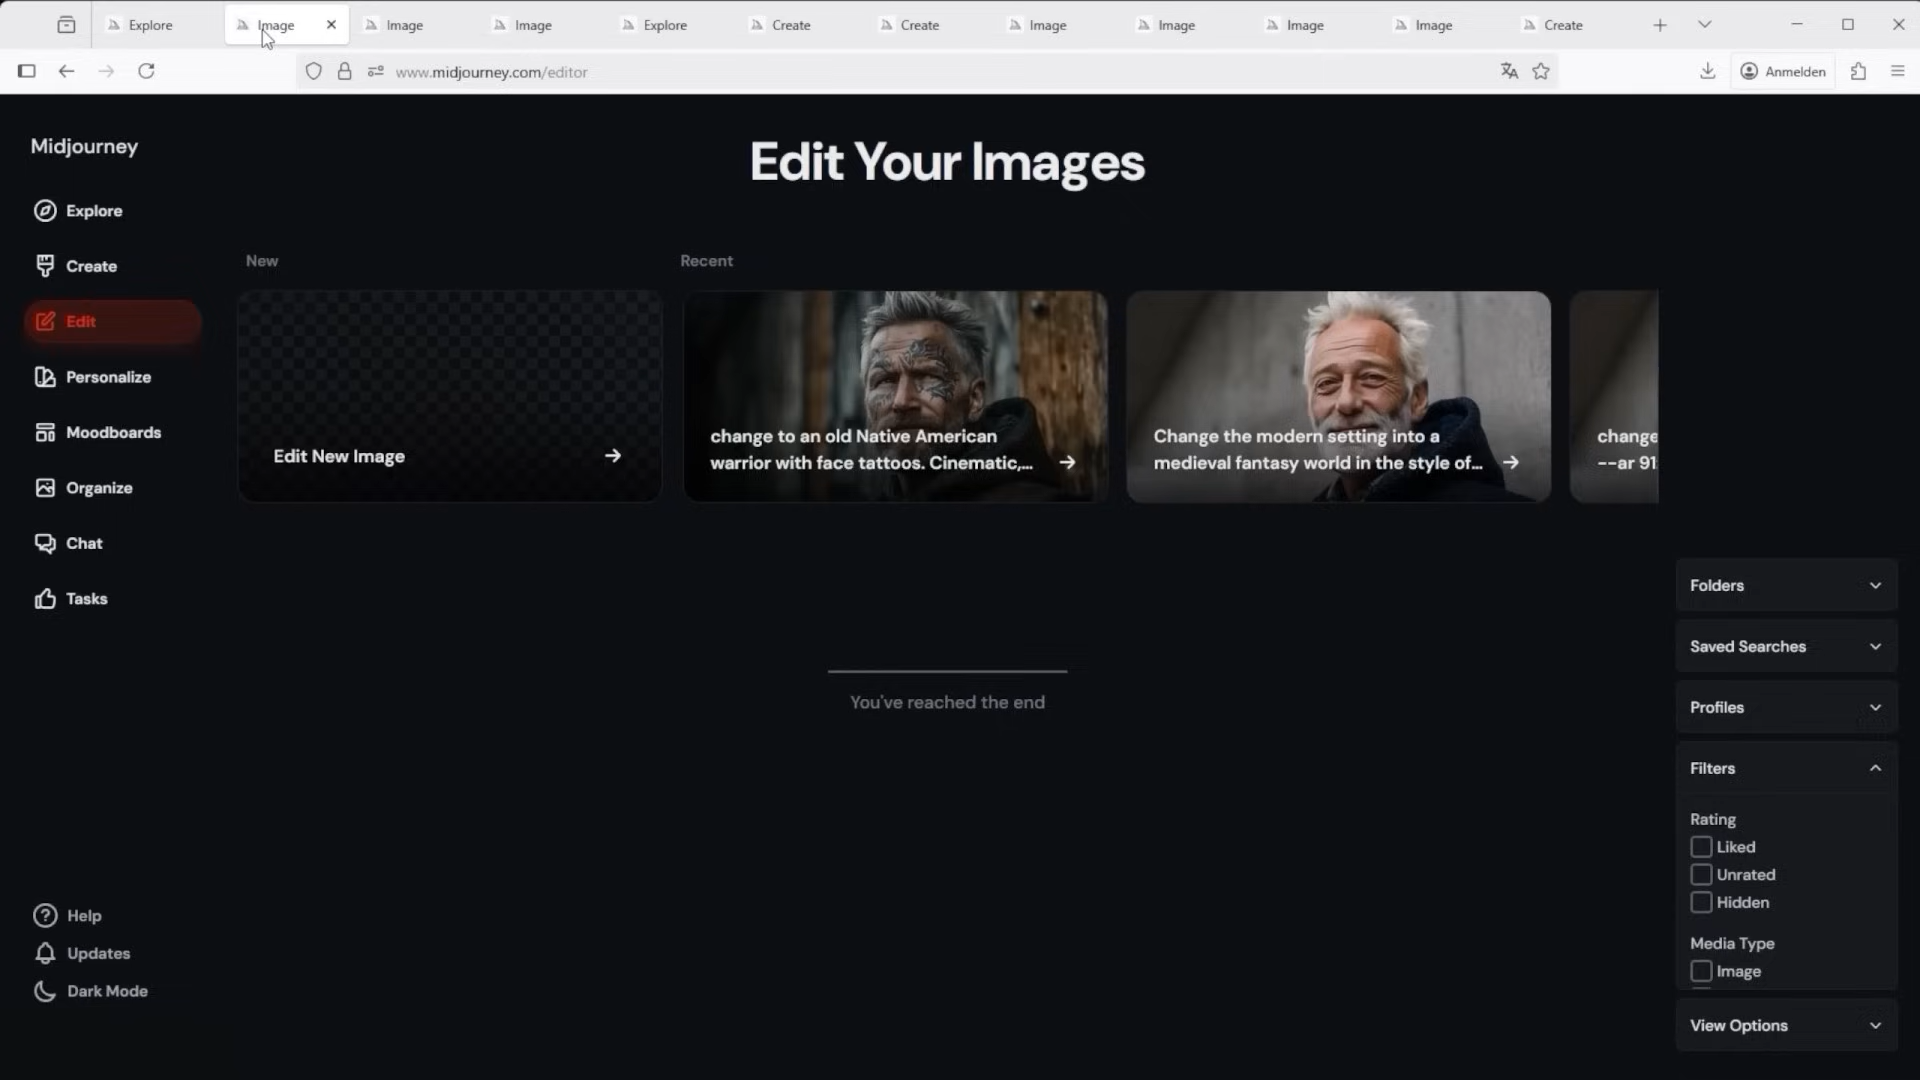 Explore
Image
Image
Image
Explore
Create
Create
Image
Image
Image
Image
Create
www.midjourney.com/editor
Anmelden
Midjourney
Edit Your Images
Explore
Create
Edit
Personalize
Moodboards
Organize
Chat
Tasks
New
Recent
Edit New Image
change to an old Native American
warrior with face tattoos. Cinematic,...
Change the modern setting into a
medieval fantasy world in the style of...
change
--ar 91
You've reached the end
Folders
Saved Searches
Profiles
Filters
Rating
Liked
Unrated
Hidden
Media Type
Image
View Options
Help
Updates
Dark Mode